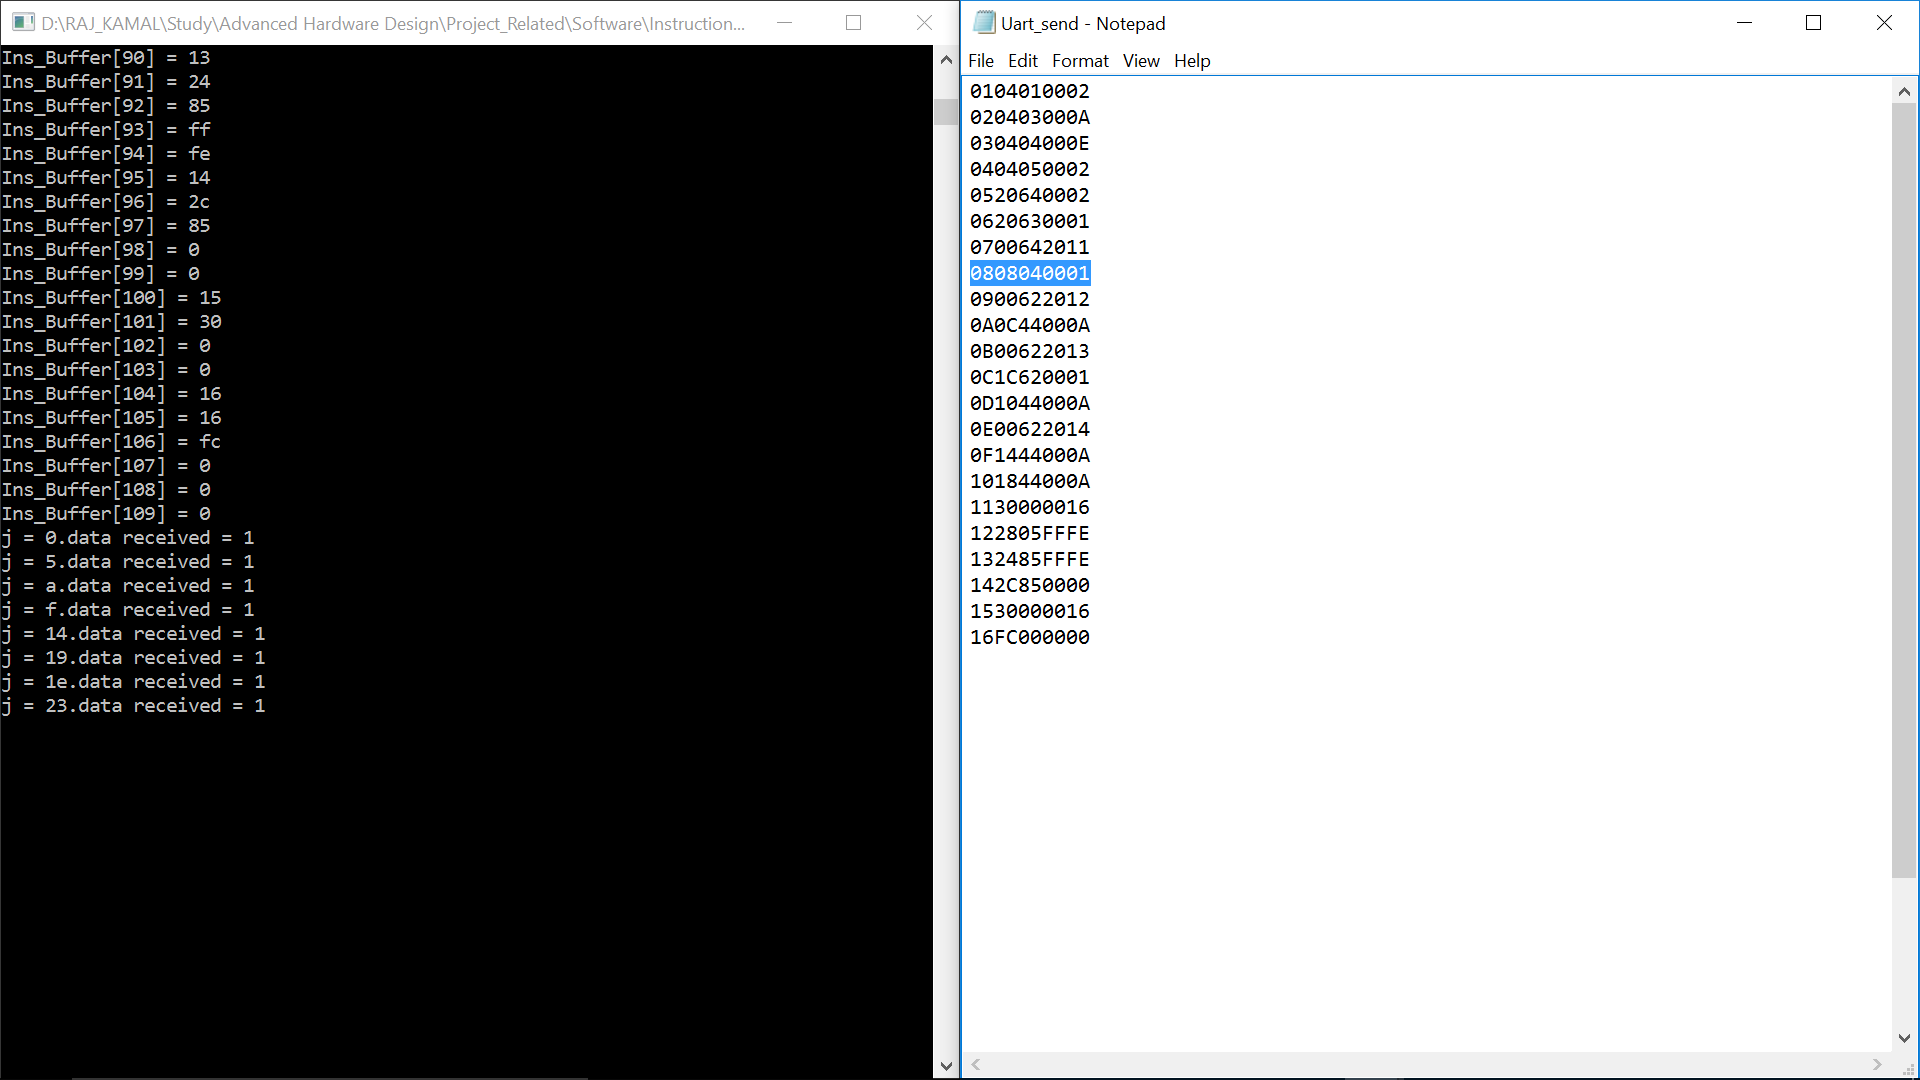 D:\RAJ_KAMAL\Study\Advanced Hardware Design\Project_Related\Software\Instruction...
Ins_Buffer[90] = 13
Ins_Buffer[91] = 24
Ins_Buffer[92] = 85
Ins_Buffer[93] = ff
Ins_Buffer[94] = fe
Ins_Buffer[95] = 14
Ins_Buffer[96] = 2c
Ins_Buffer[97] = 85
Ins_Buffer[98] = 0
Ins_Buffer[99] = 0
Ins_Buffer[100] = 15
Ins_Buffer[101] = 30
Ins_Buffer[102] = 0
Ins_Buffer[103] = 0
Ins_Buffer[104] = 16
Ins_Buffer[105] = 16
Ins_Buffer[106] = fc
Ins_Buffer[107] = 0
Ins_Buffer[108] = 0
Ins_Buffer[109] = 0
j = 0.data received = 1
j = 5.data received = 1
j = a.data received = 1
j = f.data received = 1
j = 14.data received = 1
j = 19.data received = 1
j = 1e.data received = 1
j = 23.data received = 1
Uart_send - Notepad
File Edit Format View Help
0104010002
020403000A
030404000E
0404050002
0520640002
0620630001
0700642011
0808040001
0900622012
0A0C44000A
0B00622013
0C1C620001
0D1044000A
0E00622014
0F1444000A
101844000A
1130000016
122805FFFE
132485FFFE
142C850000
1530000016
16FC000000